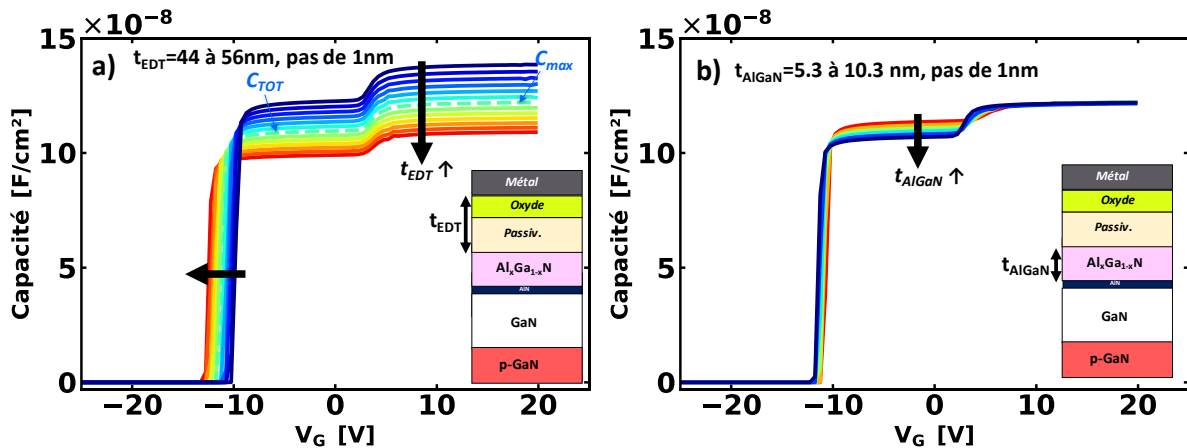 ×10⁻⁸
a) t_EDT=44 à 56nm, pas de 1nm
C_TOT
C_max
t_EDT ↑
15
10
5
0
Capacité [F/cm²]
−20 −10 0 10 20
V_G [V]
t_EDT
Métal
Oxyde
Passiv.
Al_xGa_1-xN
AlN
GaN
p-GaN
×10⁻⁸
b) t_AlGaN=5.3 à 10.3 nm, pas de 1nm
t_AlGaN ↑
15
10
5
0
Capacité [F/cm²]
−20 −10 0 10 20
V_G [V]
t_AlGaN
Métal
Oxyde
Passiv.
Al_xGa_1-xN
AlN
GaN
p-GaN